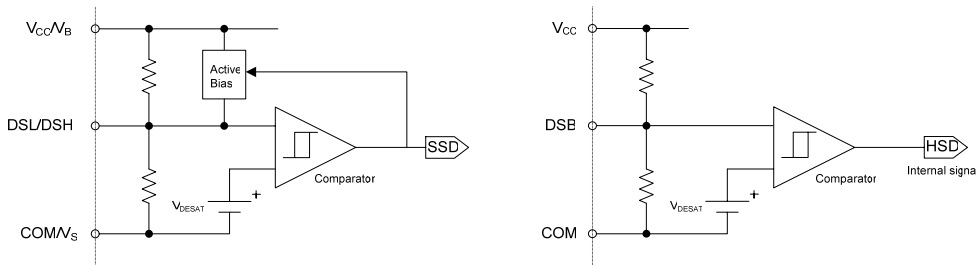 VCC/VB
Active
Bias
DSL/DSH
SSD
Comparator
+
VDESAT
COM/VS
VCC
DSB
HSD
Internal signa
Comparator
+
VDESAT
COM